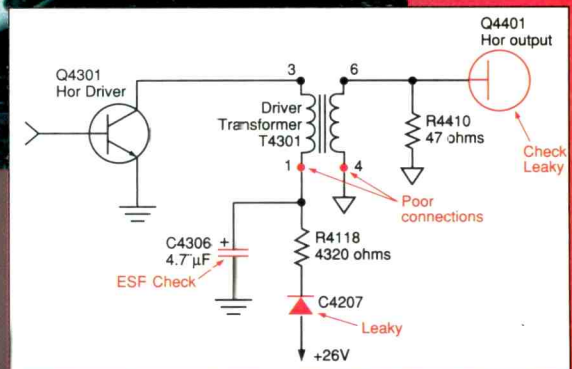 Q4401
Hor output
Q4301
Hor Driver
3
6
Driver
Transformer
T4301
R4410
47 ohms
Check
Leaky
1
4
Poor
connections
C4306
+
4.7 µF
ESF Check
R4118
4320 ohms
C4207
Leaky
+26V